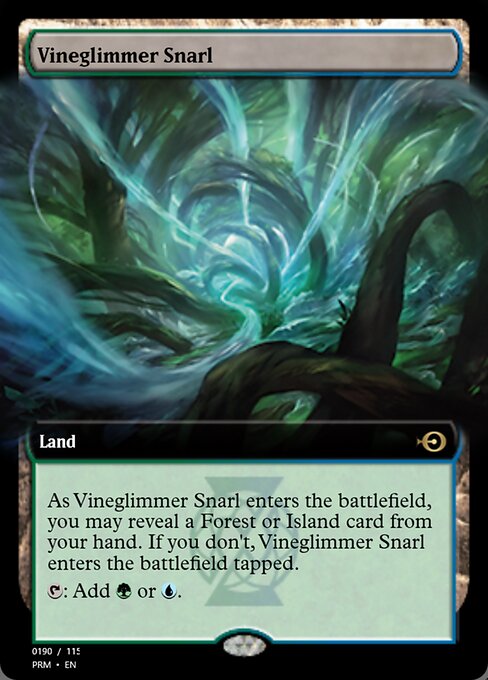 Vineglimmer Snarl
Land
As Vineglimmer Snarl enters the battlefield,
you may reveal a Forest or Island card from
your hand. If you don't, Vineglimmer Snarl
enters the battlefield tapped.
: Add or .
0190 / 115
PRM • EN